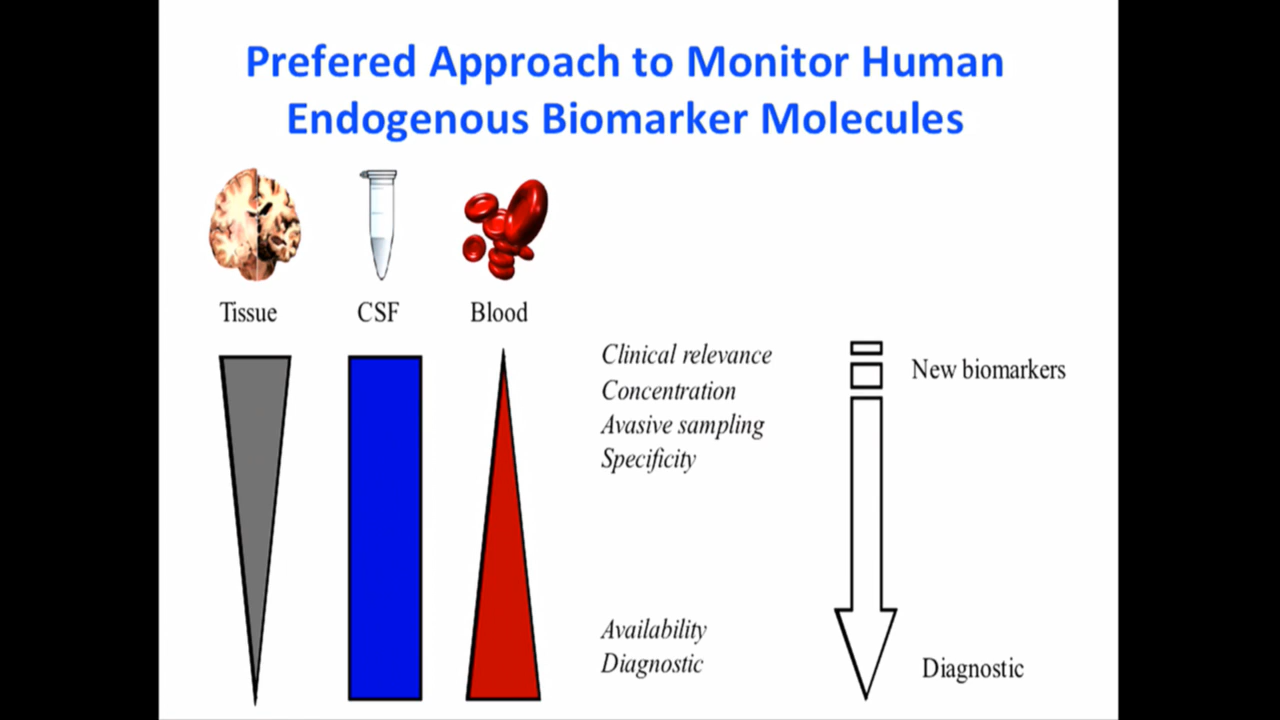 Prefered Approach to Monitor Human
Endogenous Biomarker Molecules
Tissue
CSF
Blood
Clinical relevance
Concentration
Avasive sampling
Specificity
Availability
Diagnostic
New biomarkers
Diagnostic